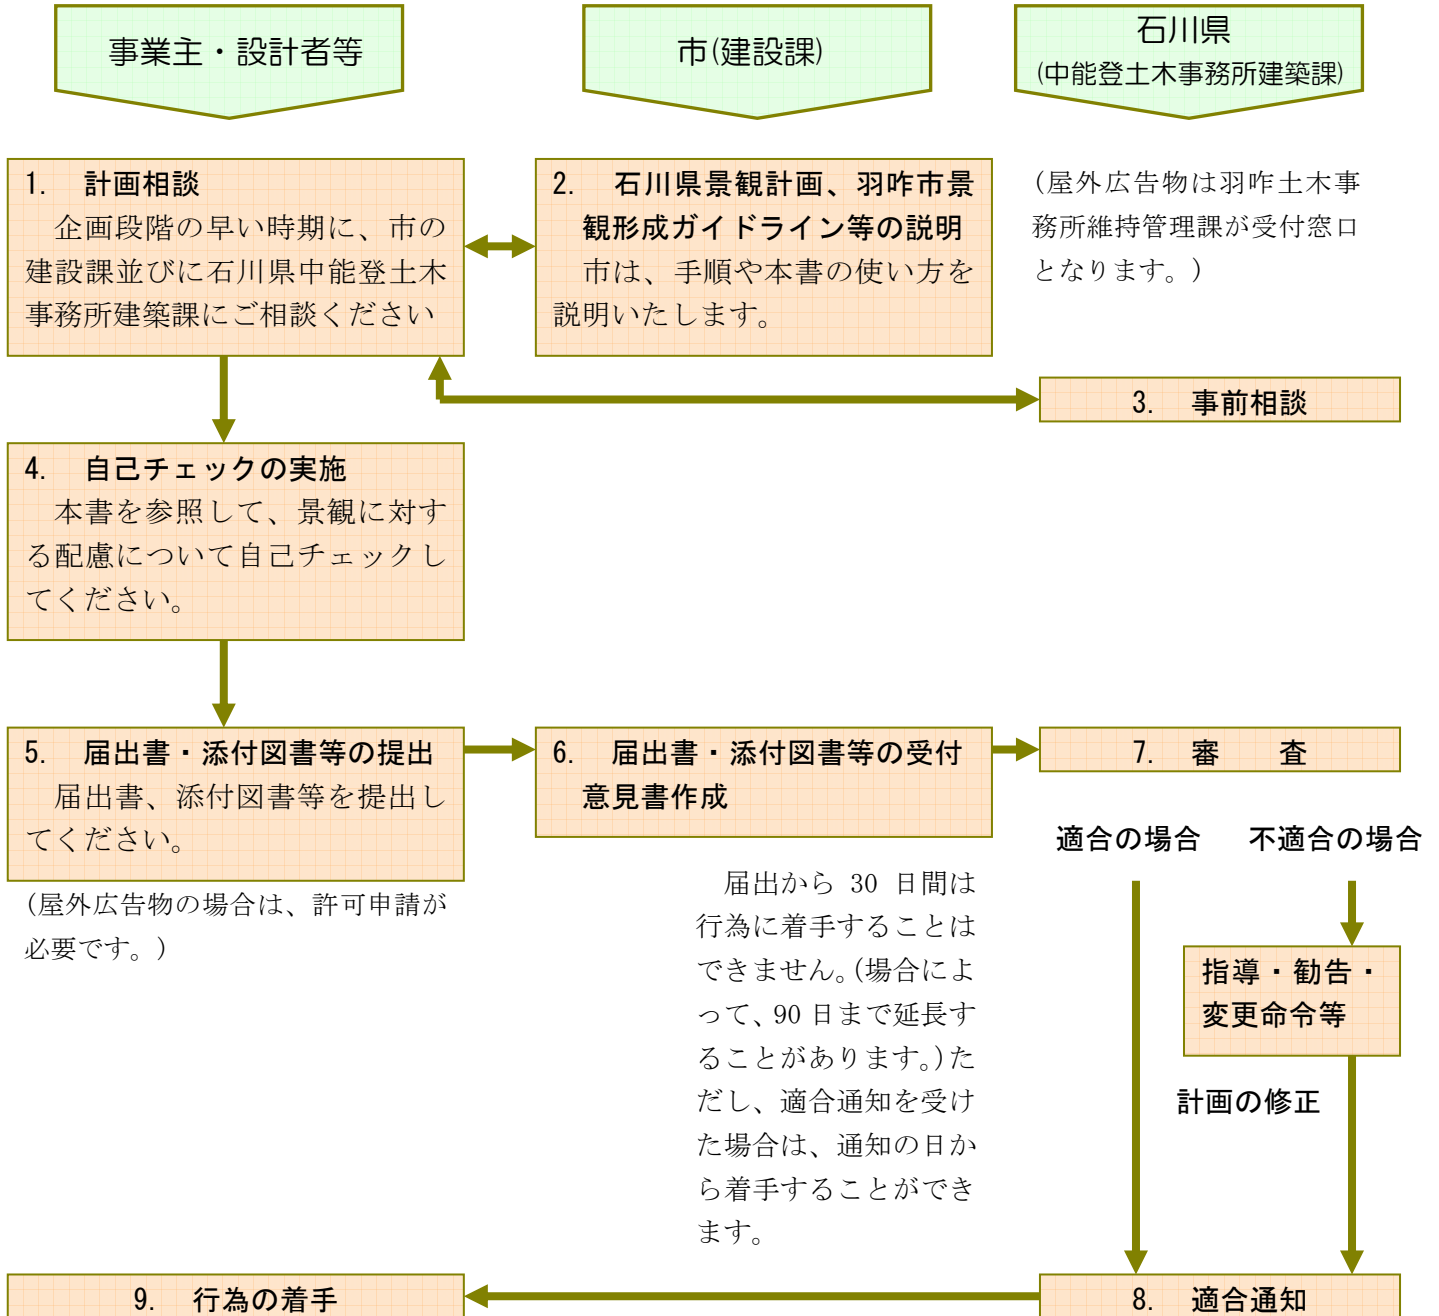 事業主・設計者等
市(建設課)
石川県
(中能登土木事務所建築課)
1.　計画相談
企画段階の早い時期に、市の
建設課並びに石川県中能登土木
事務所建築課にご相談ください
2.　石川県景観計画、羽咋市景
観形成ガイドライン等の説明
市は、手順や本書の使い方を
説明いたします。
(屋外広告物は羽咋土木事
務所維持管理課が受付窓口
となります。)
3.　事前相談
4.　自己チェックの実施
本書を参照して、景観に対す
る配慮について自己チェックし
てください。
5.　届出書・添付図書等の提出
届出書、添付図書等を提出し
てください。
(屋外広告物の場合は、許可申請が
必要です。)
6.　届出書・添付図書等の受付
意見書作成
届出から 30 日間は
行為に着手することは
できません。(場合によ
って、90 日まで延長す
ることがあります。)た
だし、適合通知を受け
た場合は、通知の日か
ら着手することができ
ます。
7.　審　　査
適合の場合
不適合の場合
指導・勧告・
変更命令等
計画の修正
8.　適合通知
9.　行為の着手